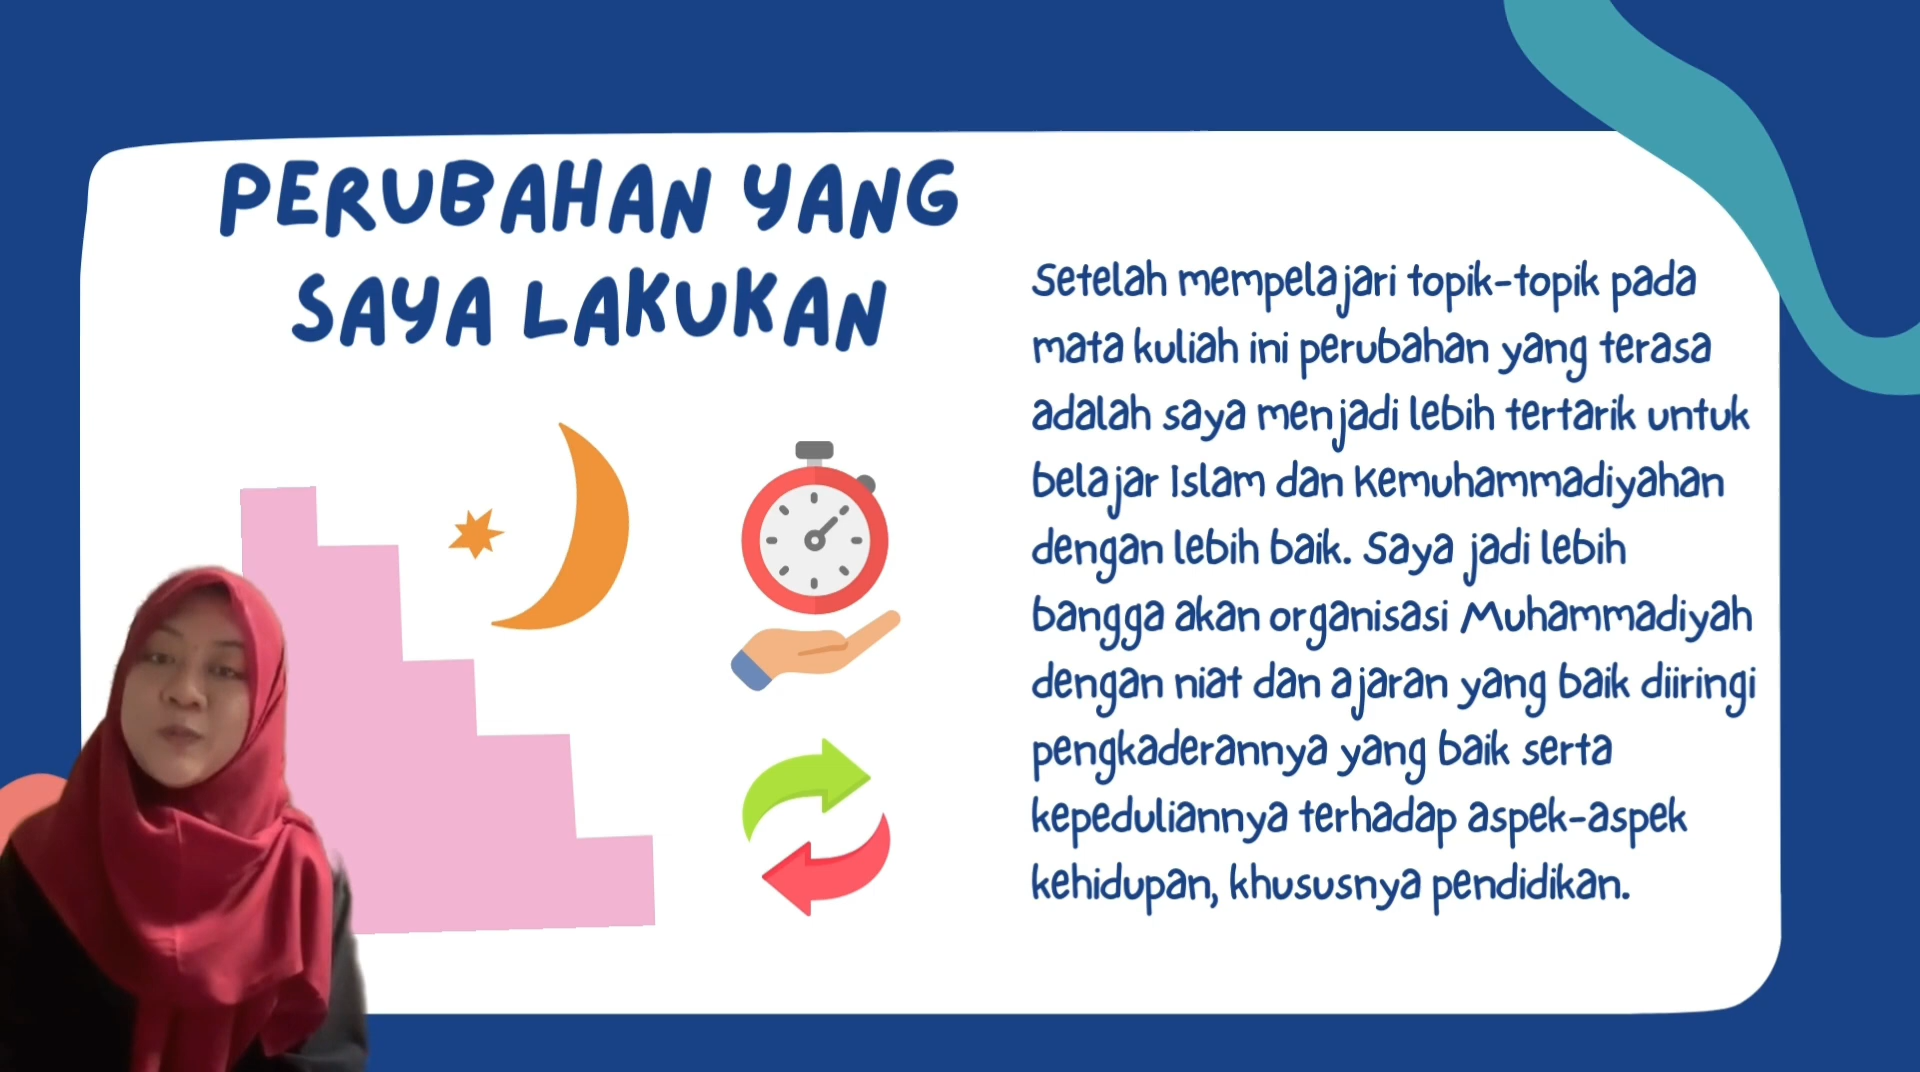 PERUBAHAN YANG
SAYA LAKUKAN
Setelah mempelajari topik-topik pada
mata kuliah ini perubahan yang terasa
adalah saya menjadi lebih tertarik untuk
belajar Islam dan Kemuhammadiyahan
dengan lebih baik. Saya jadi lebih
bangga akan organisasi Muhammadiyah
dengan niat dan ajaran yang baik diiringi
pengkaderannya yang baik serta
kepeduliannya terhadap aspek-aspek
kehidupan, khususnya pendidikan.